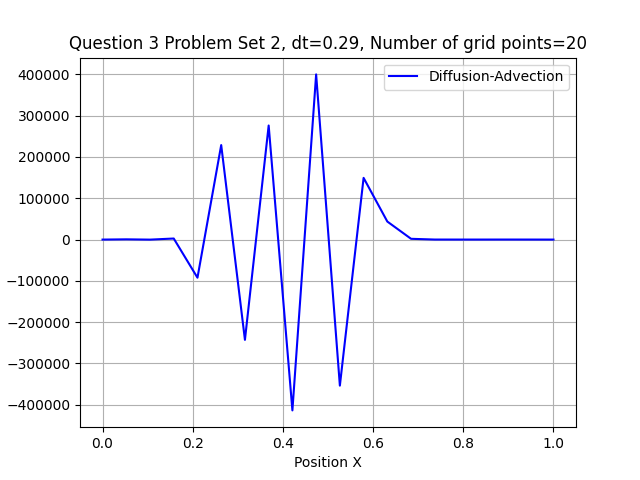 Question 3 Problem Set 2, dt=0.29, Number of grid points=20
Diffusion-Advection
400000
300000
200000
100000
0
−100000
−200000
−300000
−400000
0.0 0.2 0.4 0.6 0.8 1.0
Position X